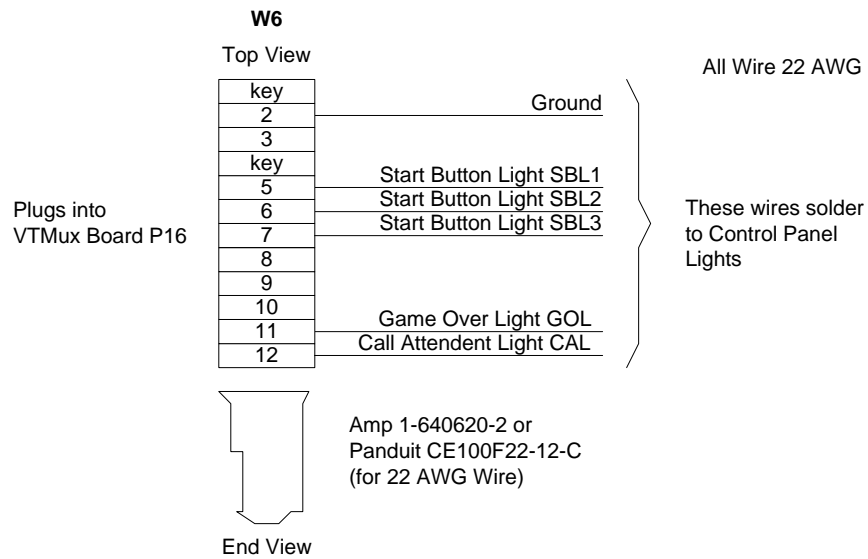 W6
Top View
All Wire 22 AWG
key
2 Ground
3
key
5 Start Button Light SBL1
6 Start Button Light SBL2
7 Start Button Light SBL3
8
9
10
11 Game Over Light GOL
12 Call Attendent Light CAL
Plugs into
VTMux Board P16
These wires solder
to Control Panel
Lights
Amp 1-640620-2 or
Panduit CE100F22-12-C
(for 22 AWG Wire)
End View